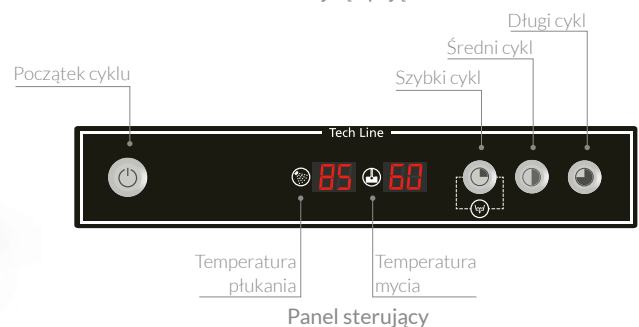 Długi cykl
Średni cykl
Początek cyklu
Szybki cykl
Tech Line
85 60
Temperatura płukania
Temperatura mycia
Panel sterujący